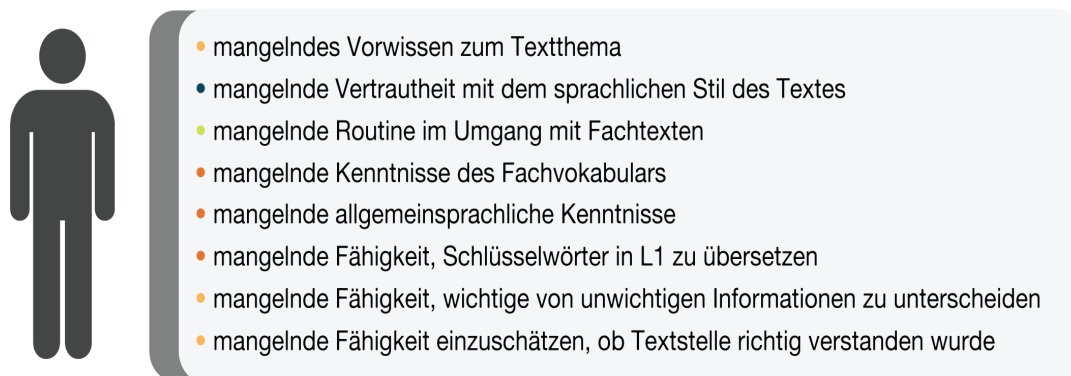 • mangelndes Vorwissen zum Textthema
• mangelnde Vertrautheit mit dem sprachlichen Stil des Textes
• mangelnde Routine im Umgang mit Fachtexten
• mangelnde Kenntnisse des Fachvokabulars
• mangelnde allgemeinsprachliche Kenntnisse
• mangelnde Fähigkeit, Schlüsselwörter in L1 zu übersetzen
• mangelnde Fähigkeit, wichtige von unwichtigen Informationen zu unterscheiden
• mangelnde Fähigkeit einzuschätzen, ob Textstelle richtig verstanden wurde